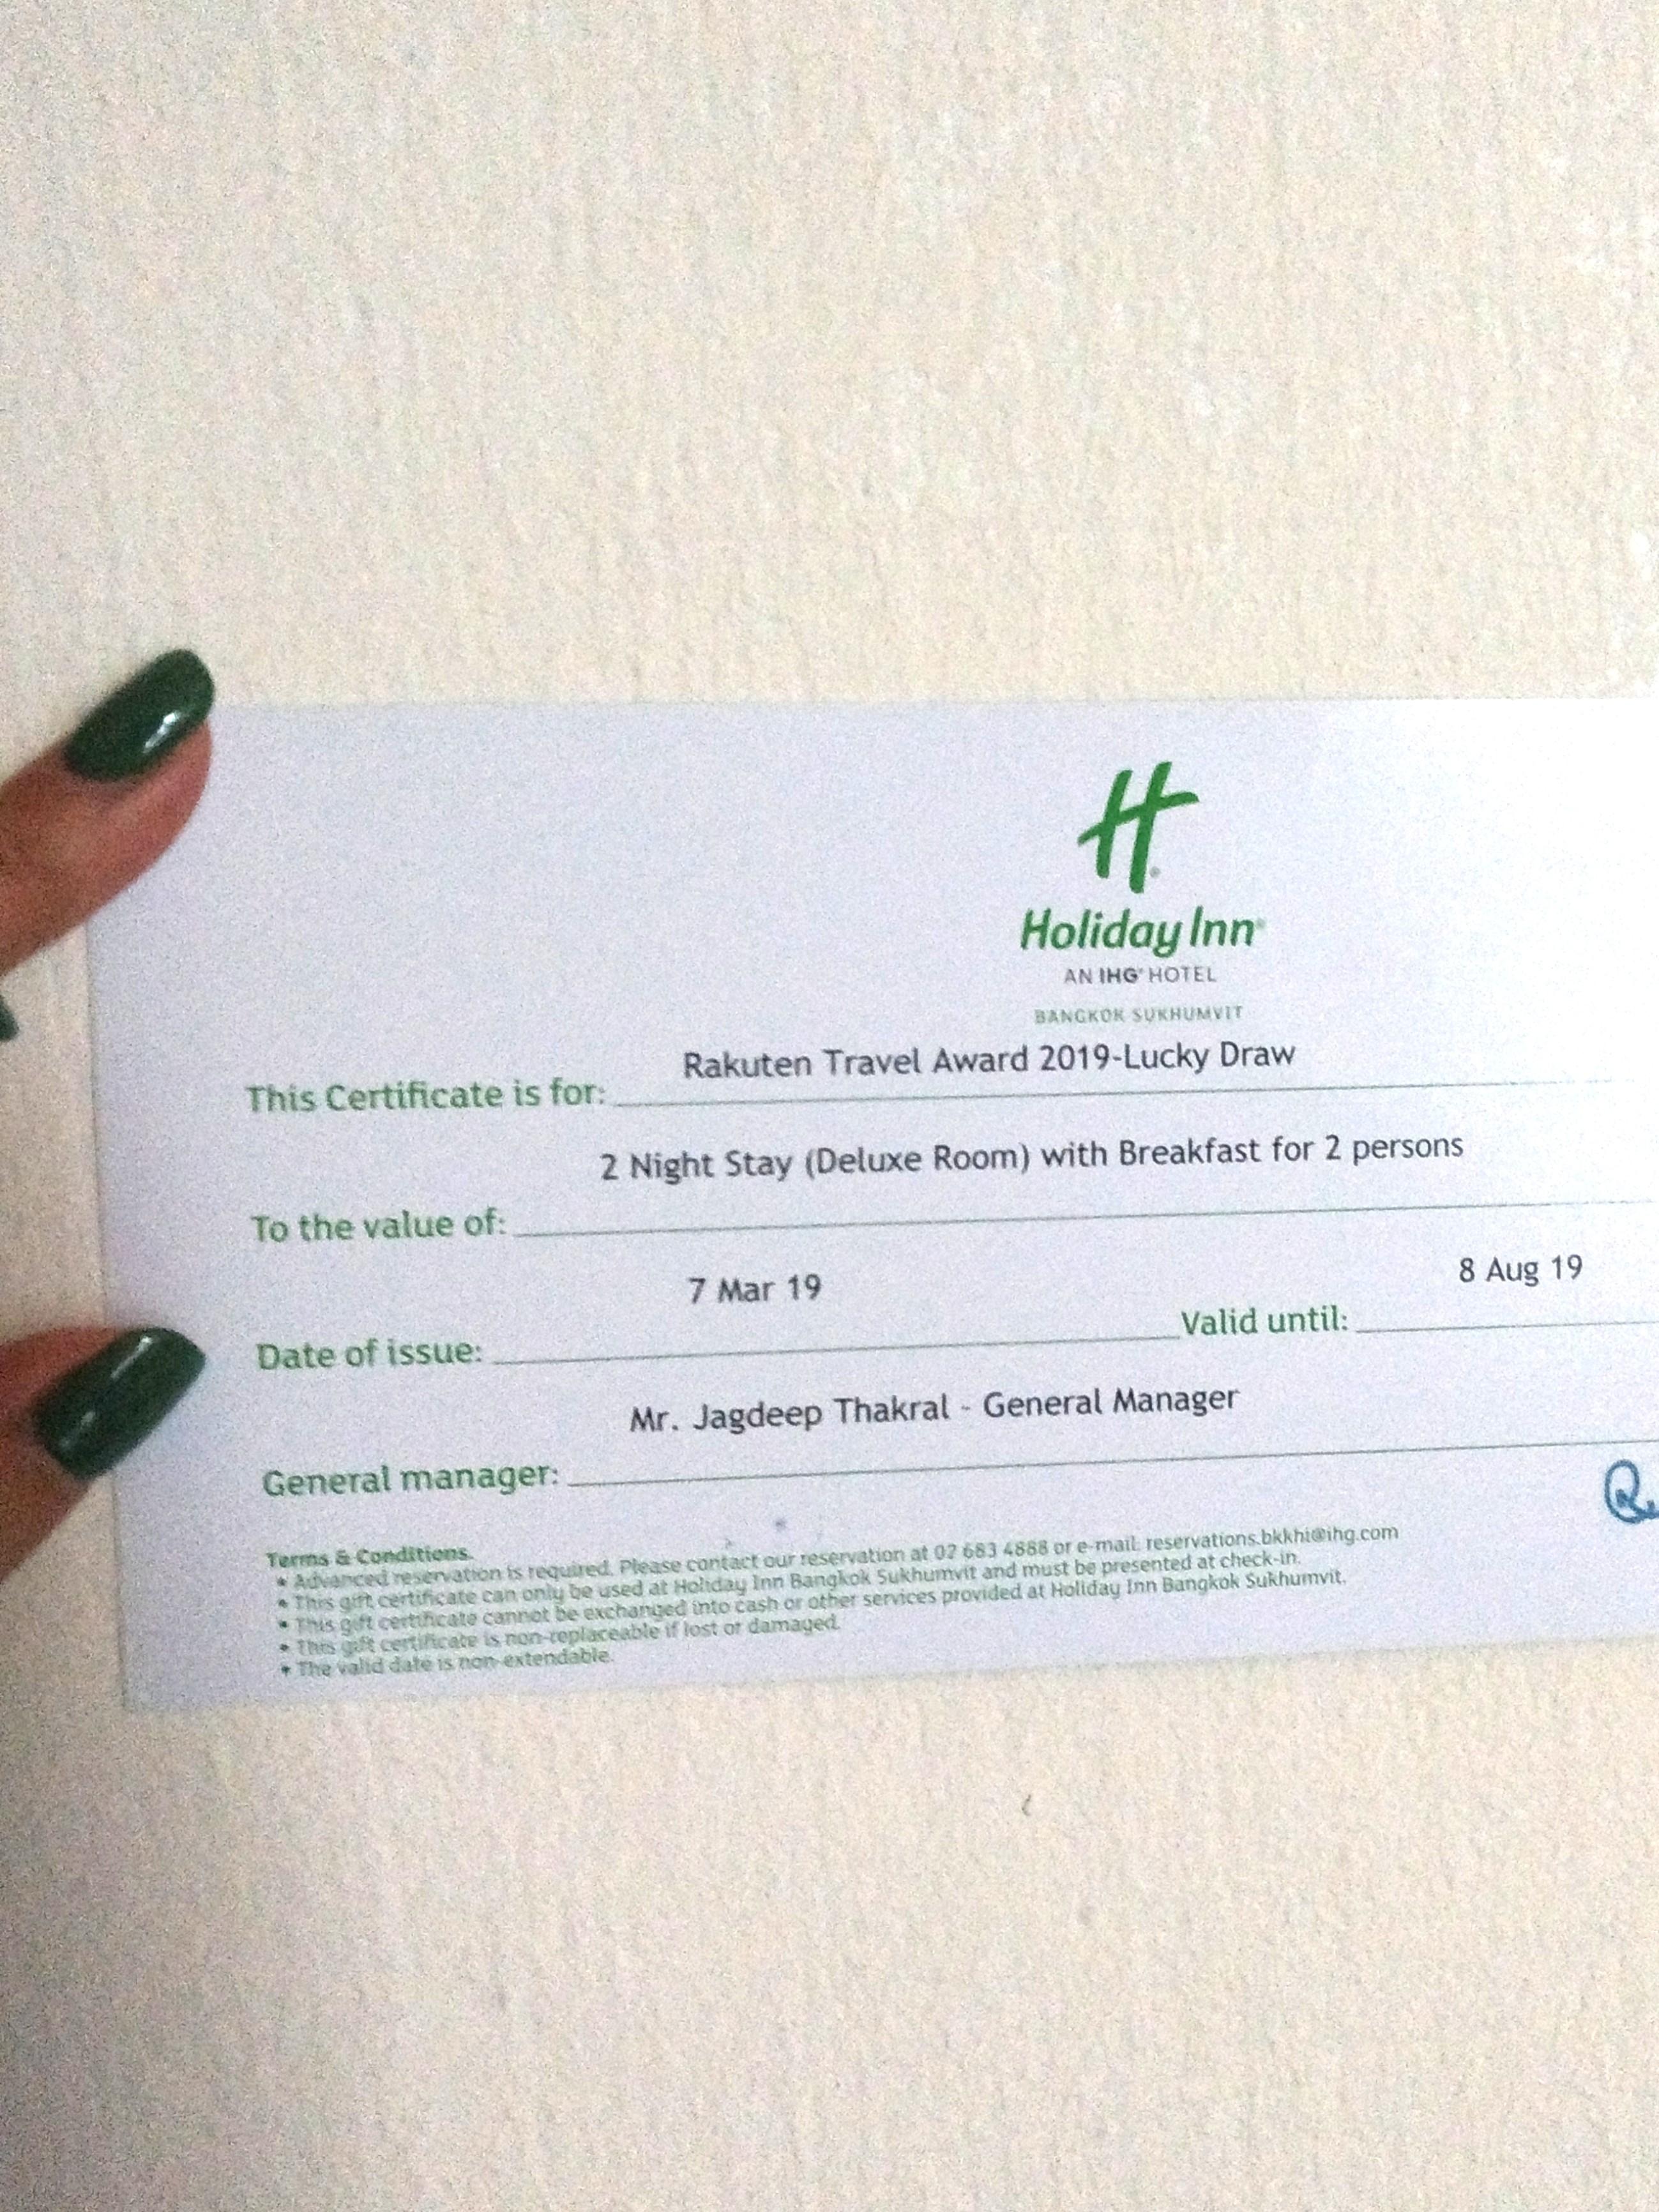 H
Holiday Inn
AN IHG® HOTEL
BANGKOK SUKHUMVIT
This Certificate is for: Rakuten Travel Award 2019-Lucky Draw
To the value of: 2 Night Stay (Deluxe Room) with Breakfast for 2 persons
Date of issue: 7 Mar 19 Valid until: 8 Aug 19
General manager: Mr. Jagdeep Thakral - General Manager
Terms & Conditions.
• Advanced reservation is required. Please contact our reservation at 02 683 4888 or e-mail. reservations.bkkhi@ihg.com
• This gift certificate can only be used at Holiday Inn Bangkok Sukhumvit and must be presented at check-in.
• This gift certificate cannot be exchanged into cash or other services provided at Holiday Inn Bangkok Sukhumvit.
• This gift certificate is non-replaceable if lost or damaged.
• The valid date is non-extendable.